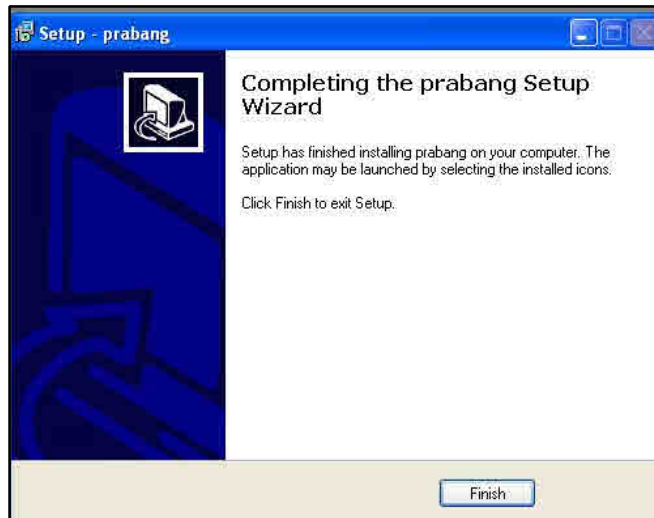 Setup - prabang
Completing the prabang Setup
Wizard
Setup has finished installing prabang on your computer. The
application may be launched by selecting the installed icons.
Click Finish to exit Setup.
Finish